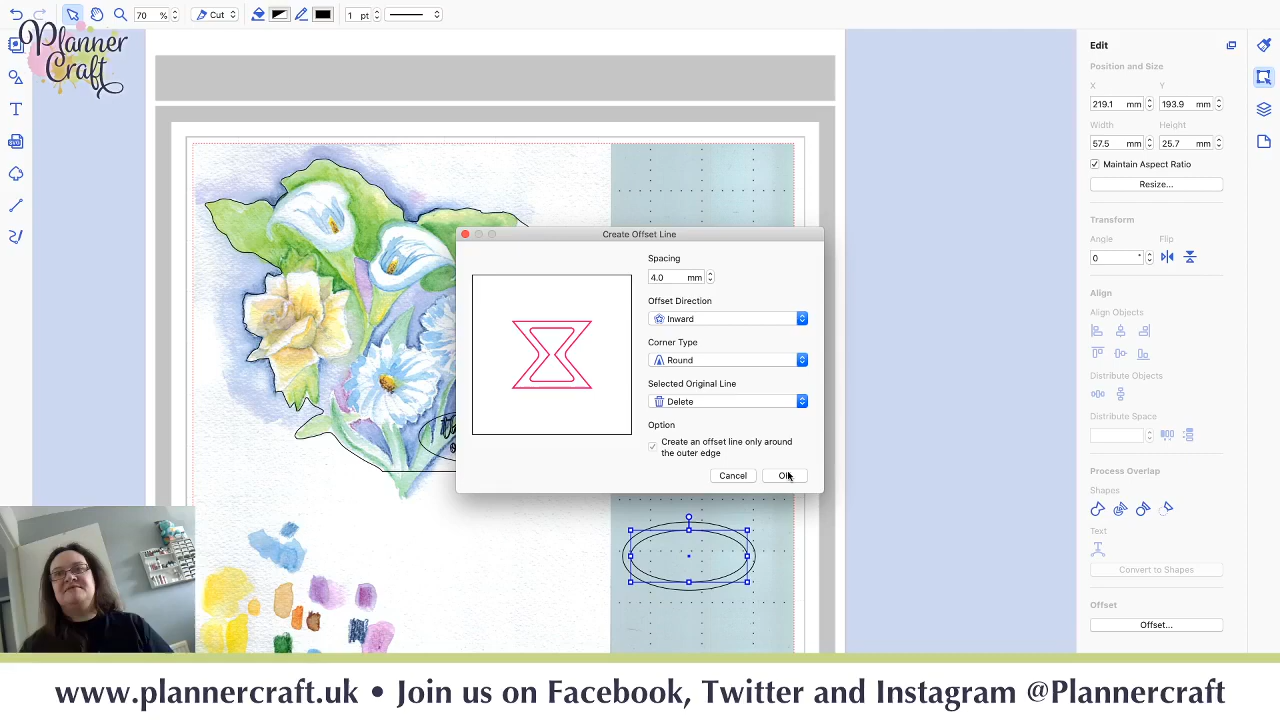 70 %
Cut
1 pt
Planner
Craft
Edit
Position and Size
X Y
219.1 mm 193.9 mm
Width Height
57.5 mm 25.7 mm
Maintain Aspect Ratio
Resize...
Transform
Angle Flip
0 °
Align
Align Objects
Distribute Objects
Distribute Space
Process Overlap
Shapes
Text
Convert to Shapes
Offset
Offset...
Create Offset Line
Spacing
4.0 mm
Offset Direction
Inward
Corner Type
Round
Selected Original Line
Delete
Option
Create an offset line only around
the outer edge
Cancel OK
www.plannercraft.uk • Join us on Facebook, Twitter and Instagram @Plannercraft